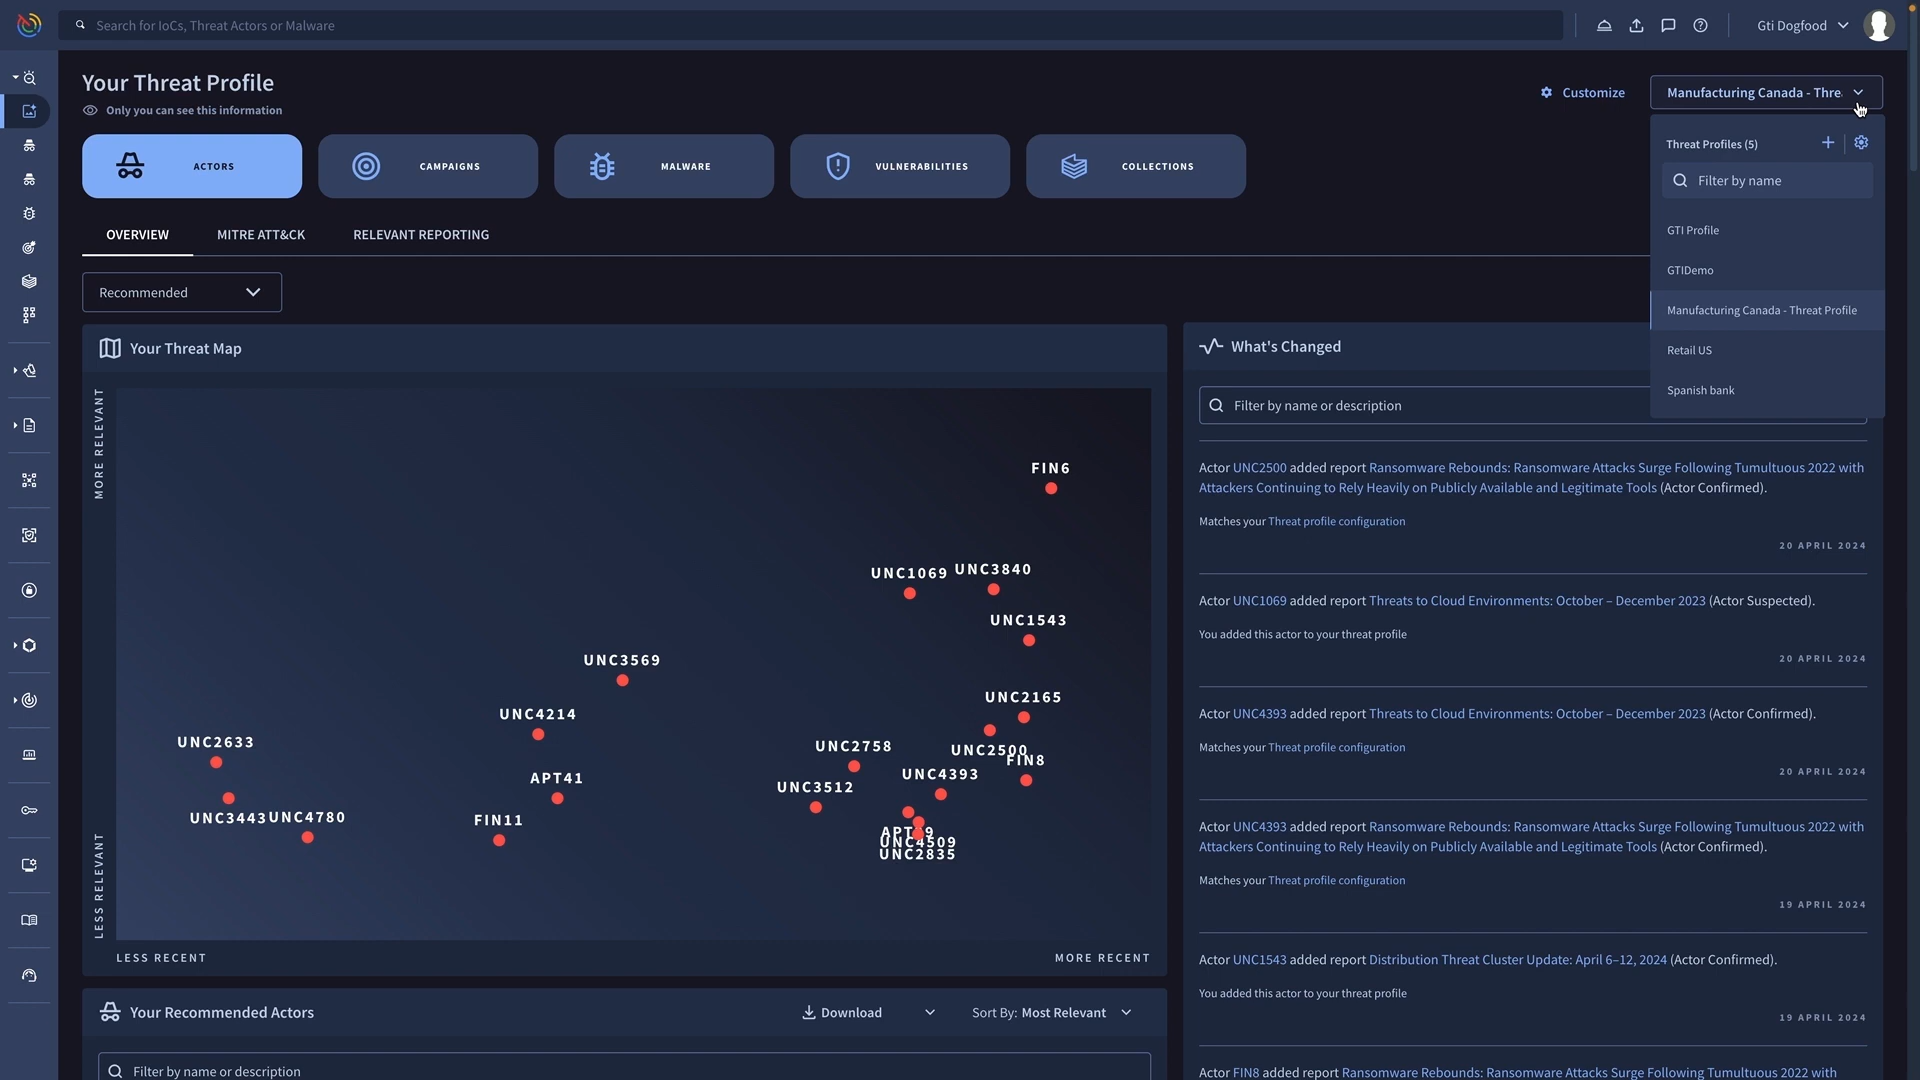 Search for IoCs, Threat Actors or Malware
Gti Dogfood
Your Threat Profile
Only you can see this information
Customize
Manufacturing Canada - Thre
ACTORS
CAMPAIGNS
MALWARE
VULNERABILITIES
COLLECTIONS
Threat Profiles (5)
Filter by name
GTI Profile
GTIDemo
Manufacturing Canada - Threat Profile
Retail US
Spanish bank
OVERVIEW
MITRE ATT&CK
RELEVANT REPORTING
Recommended
Your Threat Map
MORE RELEVANT
LESS RELEVANT
FIN6
UNC1069
UNC3840
UNC1543
UNC3569
UNC2165
UNC4214
UNC2633
UNC2758
UNC2500
FIN8
APT41
UNC4393
UNC3512
UNC3443
UNC4780
FIN11
UNC4509
UNC2835
LESS RECENT
MORE RECENT
What's Changed
Filter by name or description
Actor UNC2500 added report Ransomware Rebounds: Ransomware Attacks Surge Following Tumultuous 2022 with
Attackers Continuing to Rely Heavily on Publicly Available and Legitimate Tools (Actor Confirmed).
Matches your Threat profile configuration
20 APRIL 2024
Actor UNC1069 added report Threats to Cloud Environments: October – December 2023 (Actor Suspected).
You added this actor to your threat profile
20 APRIL 2024
Actor UNC4393 added report Threats to Cloud Environments: October – December 2023 (Actor Confirmed).
Matches your Threat profile configuration
20 APRIL 2024
Actor UNC4393 added report Ransomware Rebounds: Ransomware Attacks Surge Following Tumultuous 2022 with
Attackers Continuing to Rely Heavily on Publicly Available and Legitimate Tools (Actor Confirmed).
Matches your Threat profile configuration
19 APRIL 2024
Actor UNC1543 added report Distribution Threat Cluster Update: April 6–12, 2024 (Actor Confirmed).
You added this actor to your threat profile
19 APRIL 2024
Actor FIN8 added report Ransomware Rebounds: Ransomware Attacks Surge Following Tumultuous 2022 with
Your Recommended Actors
Download
Sort By: Most Relevant
Filter by name or description